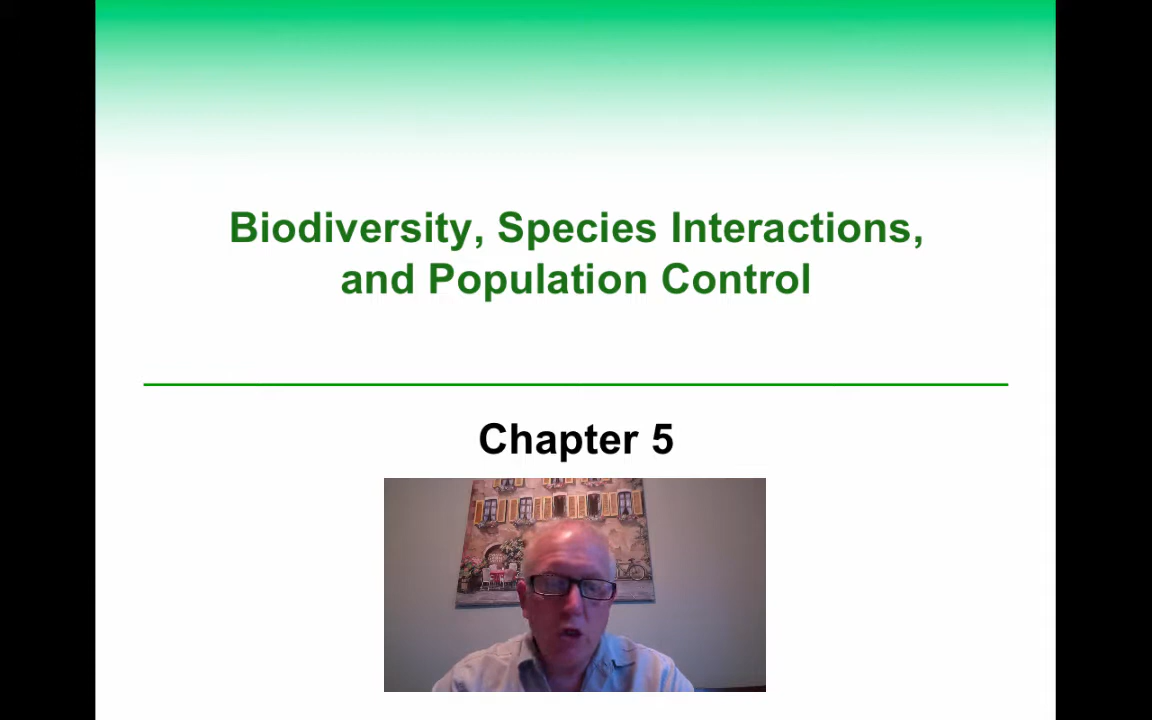 Biodiversity, Species Interactions,
and Population Control
Chapter 5